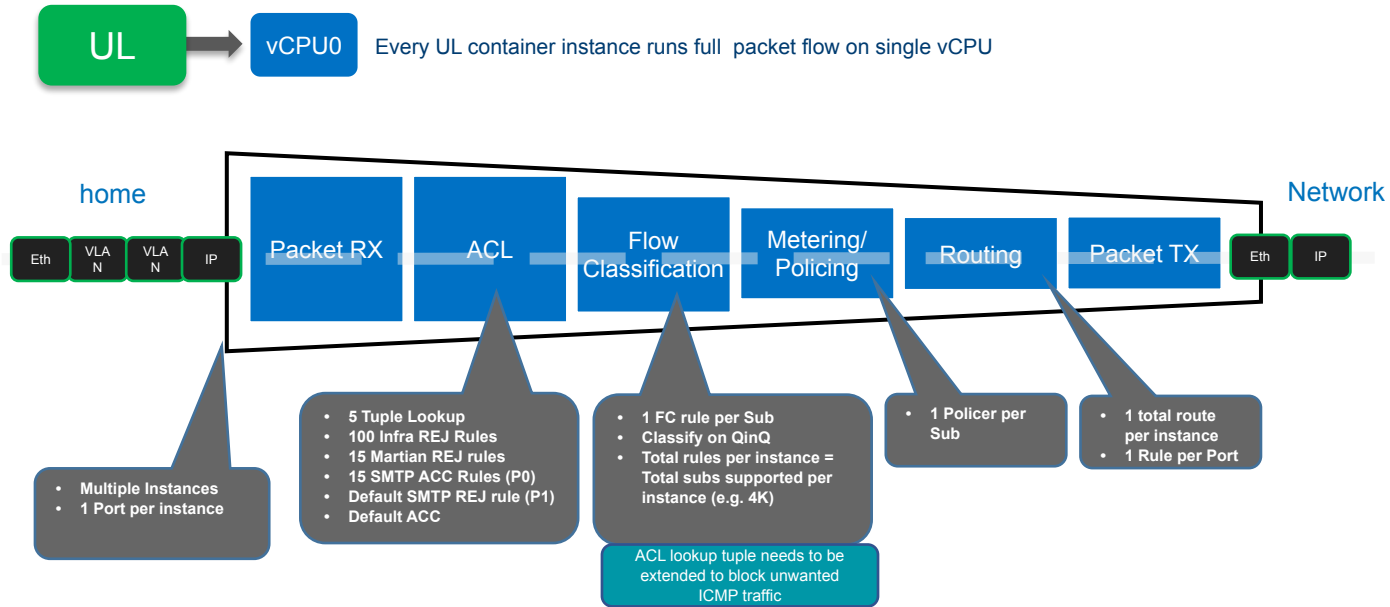 UL
vCPU0
Every UL container instance runs full packet flow on single vCPU
home
Network
Eth
VLA
N
VLA
N
IP
Packet RX
ACL
Flow
Classification
Metering/
Policing
Routing
Packet TX
Eth
IP
• Multiple Instances
• 1 Port per instance
• 5 Tuple Lookup
• 100 Infra REJ Rules
• 15 Martian REJ rules
• 15 SMTP ACC Rules (P0)
• Default SMTP REJ rule (P1)
• Default ACC
• 1 FC rule per Sub
• Classify on QinQ
• Total rules per instance =
Total subs supported per
instance (e.g. 4K)
• 1 Policer per
Sub
• 1 total route
per instance
• 1 Rule per Port
ACL lookup tuple needs to be
extended to block unwanted
ICMP traffic